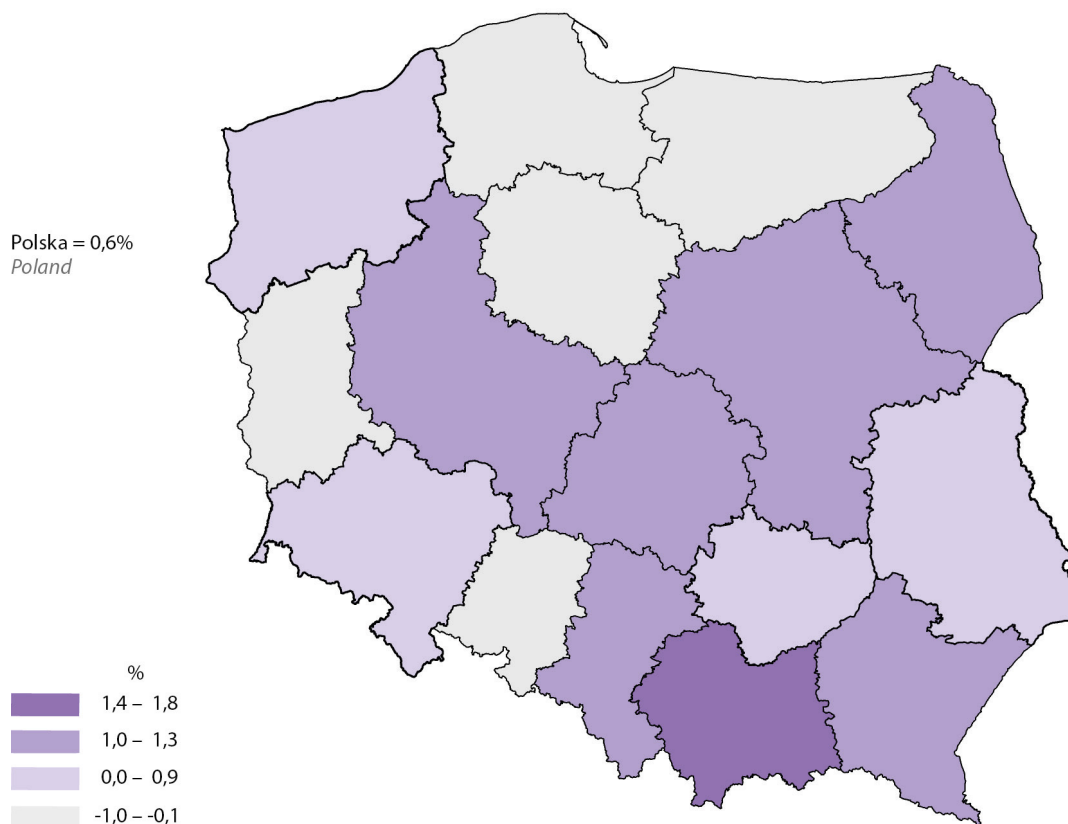 Polska = 0,6%
Poland
%
1,4 – 1,8
1,0 – 1,3
0,0 – 0,9
-1,0 – -0,1